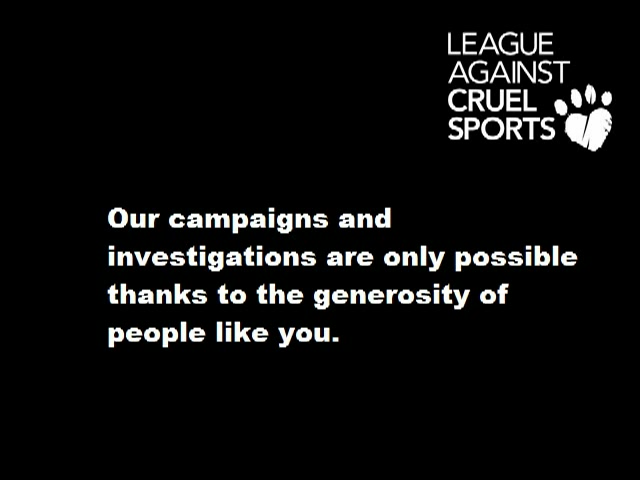 LEAGUE
AGAINST
CRUEL
SPORTS
Our campaigns and
investigations are only possible
thanks to the generosity of
people like you.